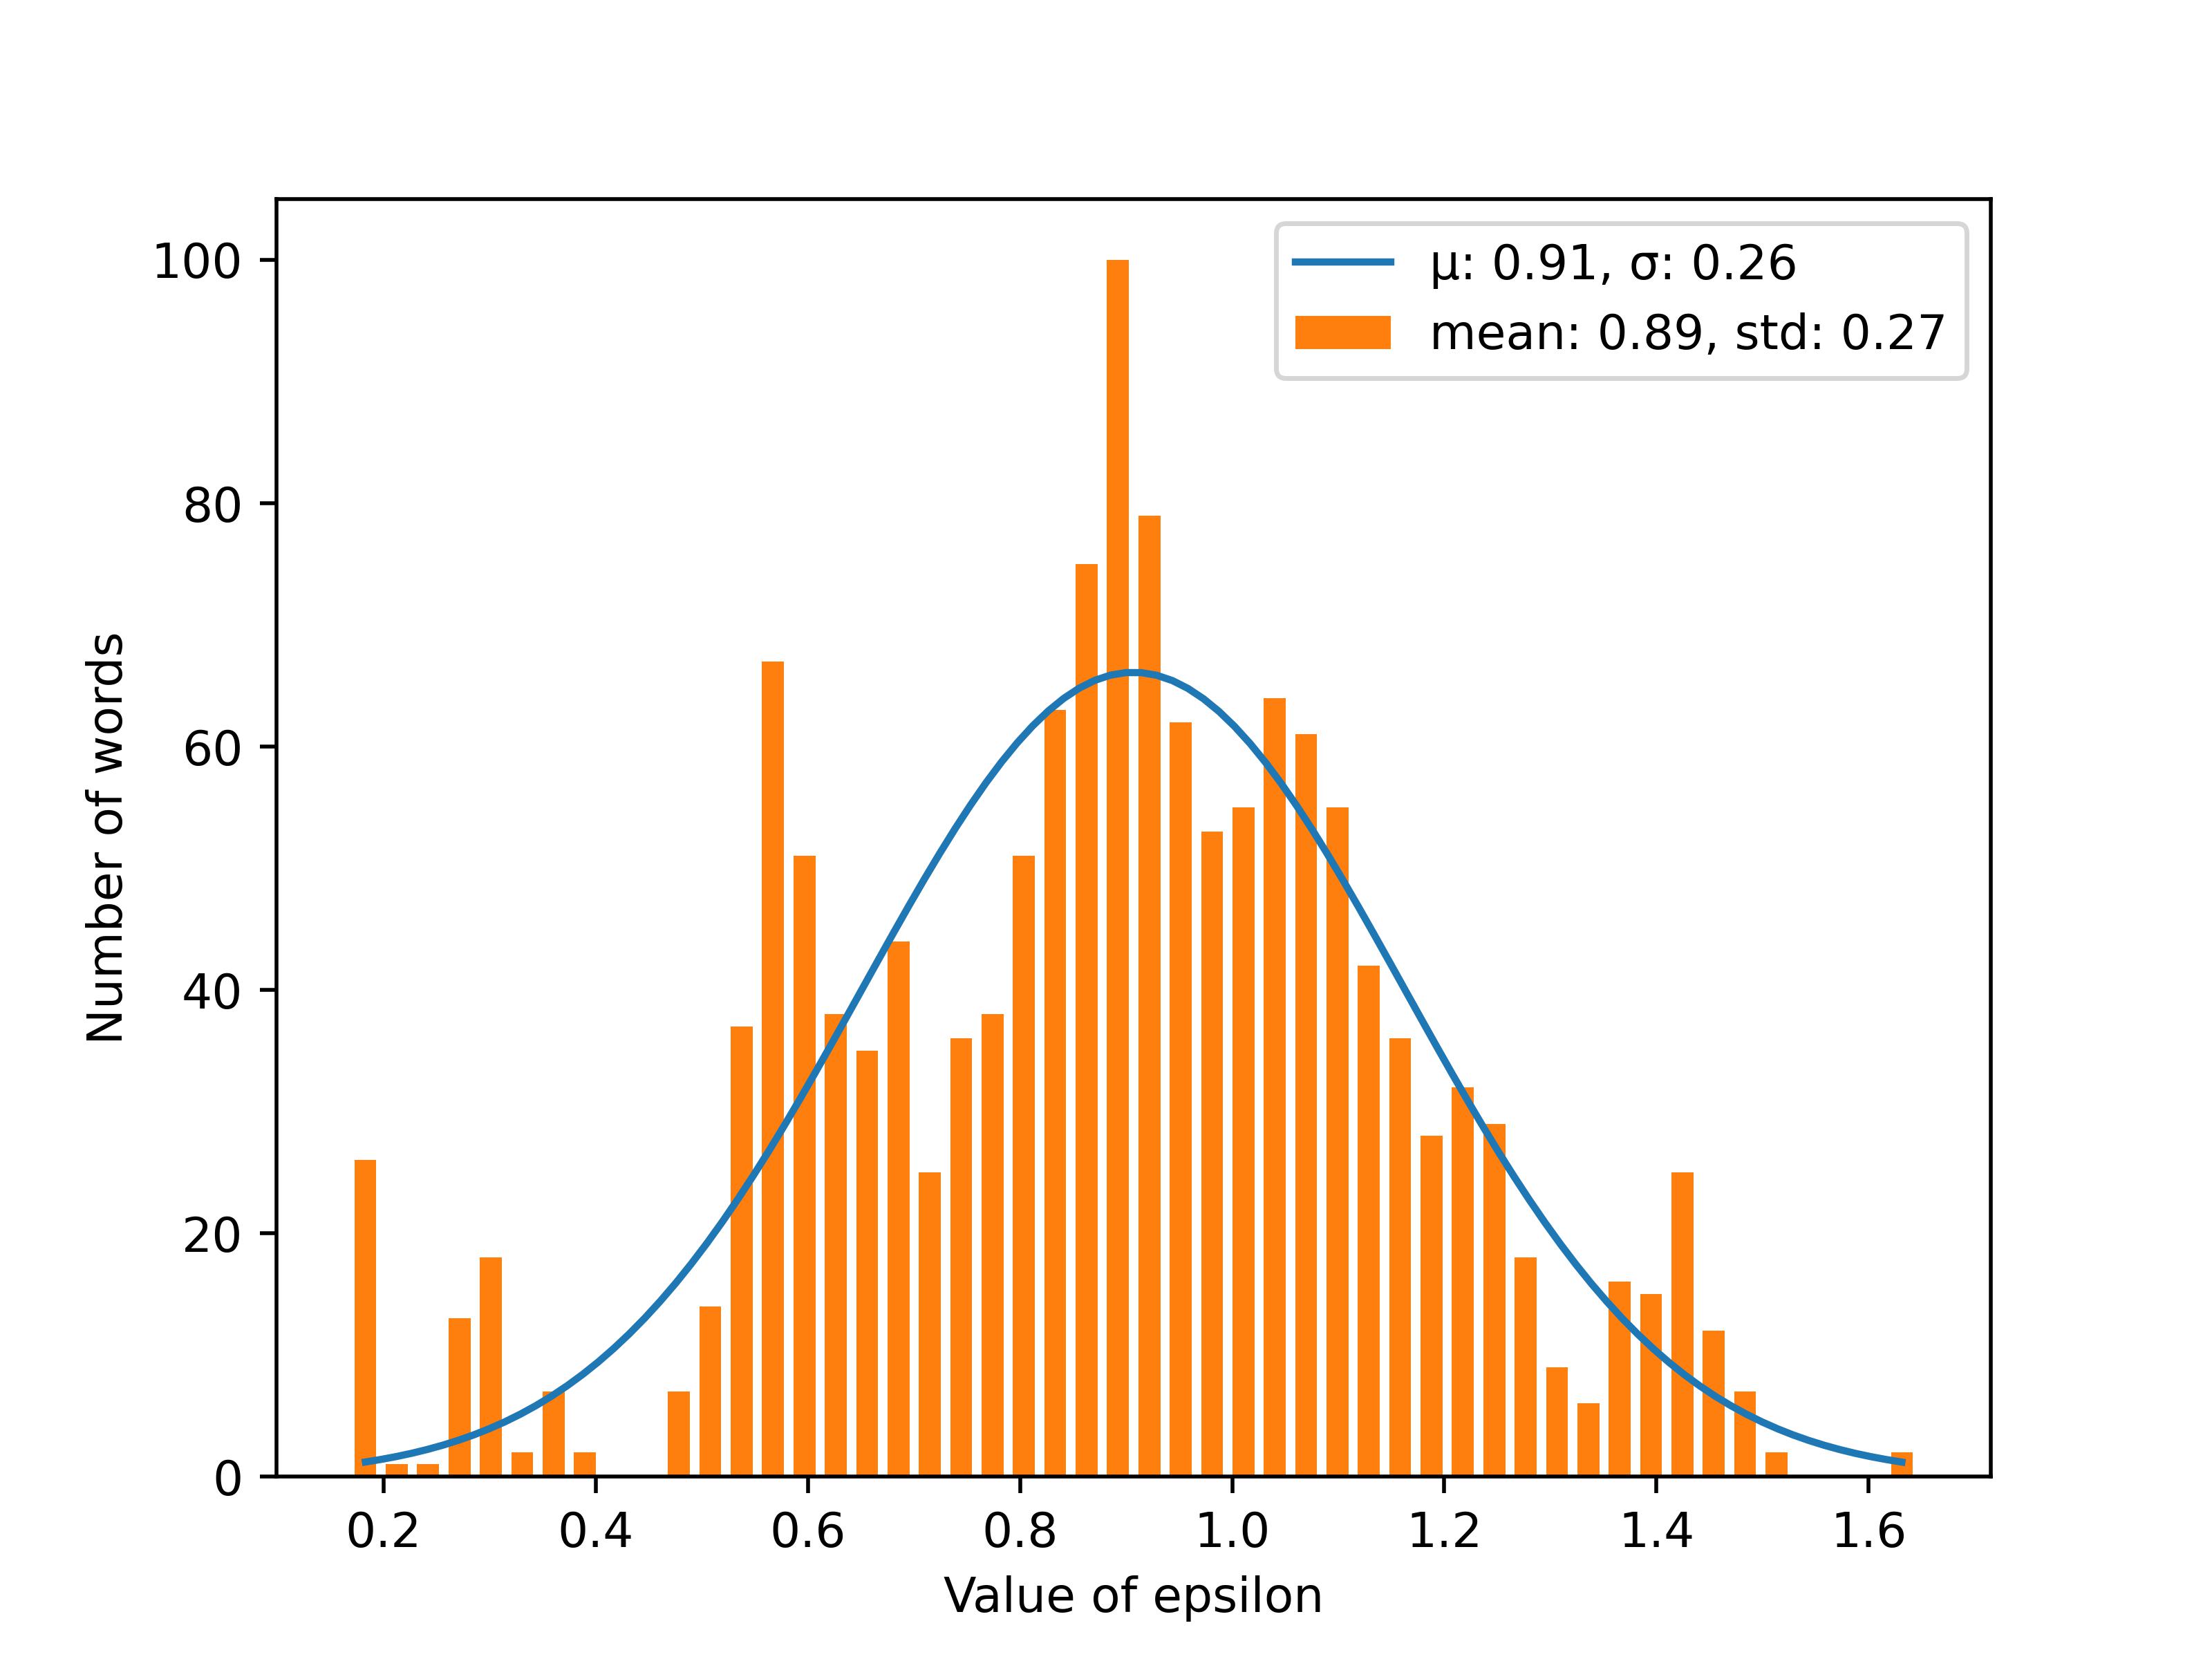 μ: 0.91, σ: 0.26
mean: 0.89, std: 0.27
100
80
60
40
20
0
Number of words
0.2 0.4 0.6 0.8 1.0 1.2 1.4 1.6
Value of epsilon